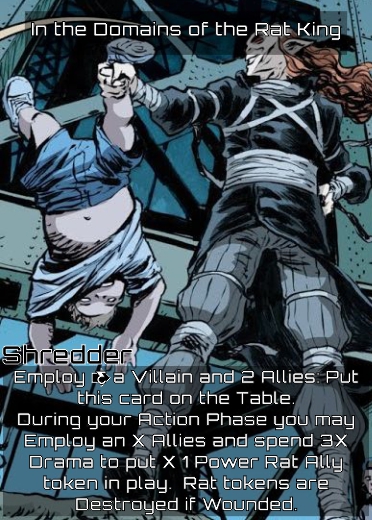 In the Domains of the Rat King
Shredder
Employ a Villain and 2 Allies: Put
this card on the Table.
During your Action Phase you may
Employ an X Allies and spend 3X
Drama to put X 1 Power Rat Ally
token in play. Rat tokens are
Destroyed if Wounded.